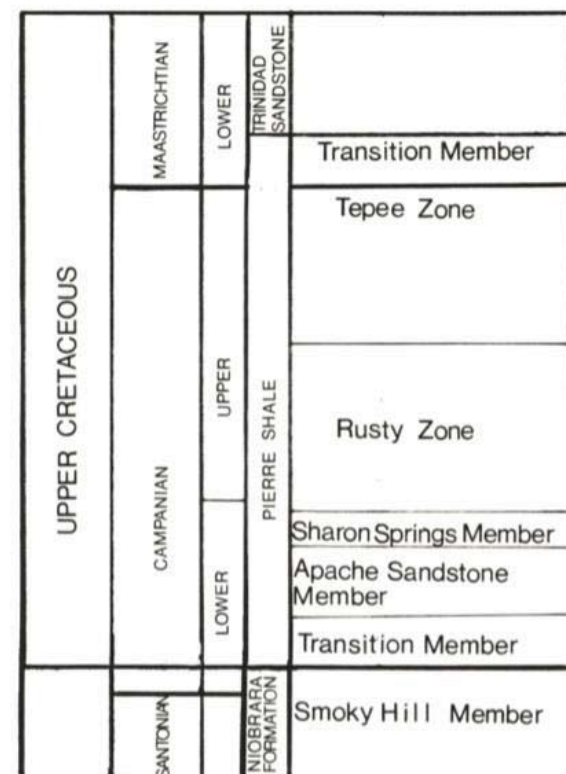 UPPER CRETACEOUS
MAASTRICHTIAN
LOWER
TRINIDAD
SANDSTONE
Transition Member
Tepee Zone
CAMPANIAN
UPPER
PIERRE SHALE
Rusty Zone
Sharon Springs Member
LOWER
Apache Sandstone
Member
Transition Member
SANTONIAN
NIOBRARA
FORMATION
Smoky Hill Member